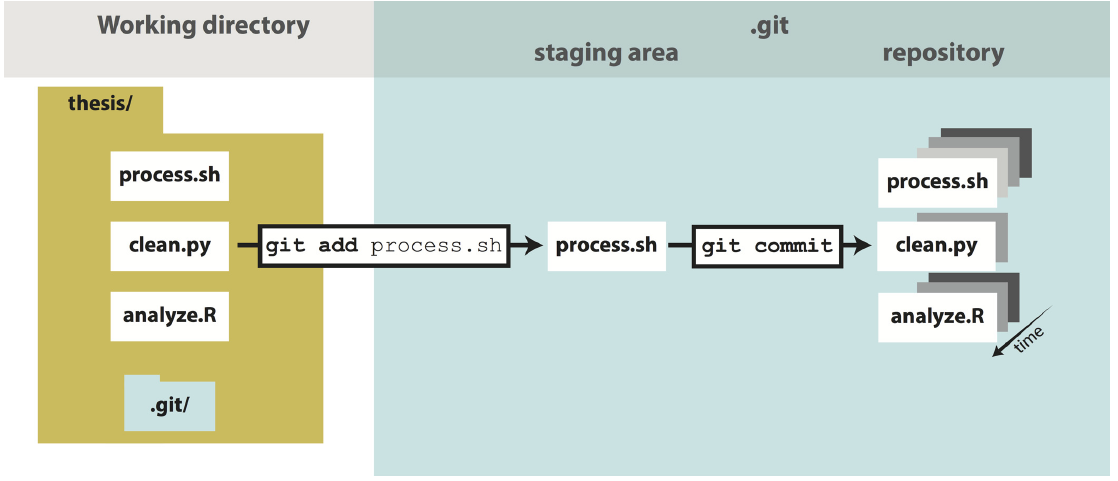 Working directory
.git
staging area
repository
thesis/
process.sh
clean.py
analyze.R
.git/
git add process.sh
process.sh
git commit
process.sh
clean.py
analyze.R
time